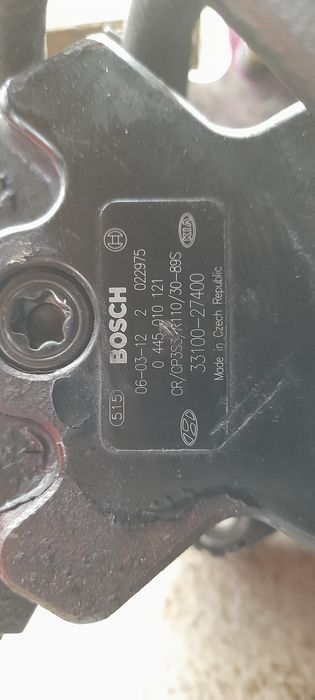 515 BOSCH
06-03-12 2 022975
0 445 010 121
CR/CP3S3/R110/30-89S
33100-27400
Made in Czech Republic
KIA